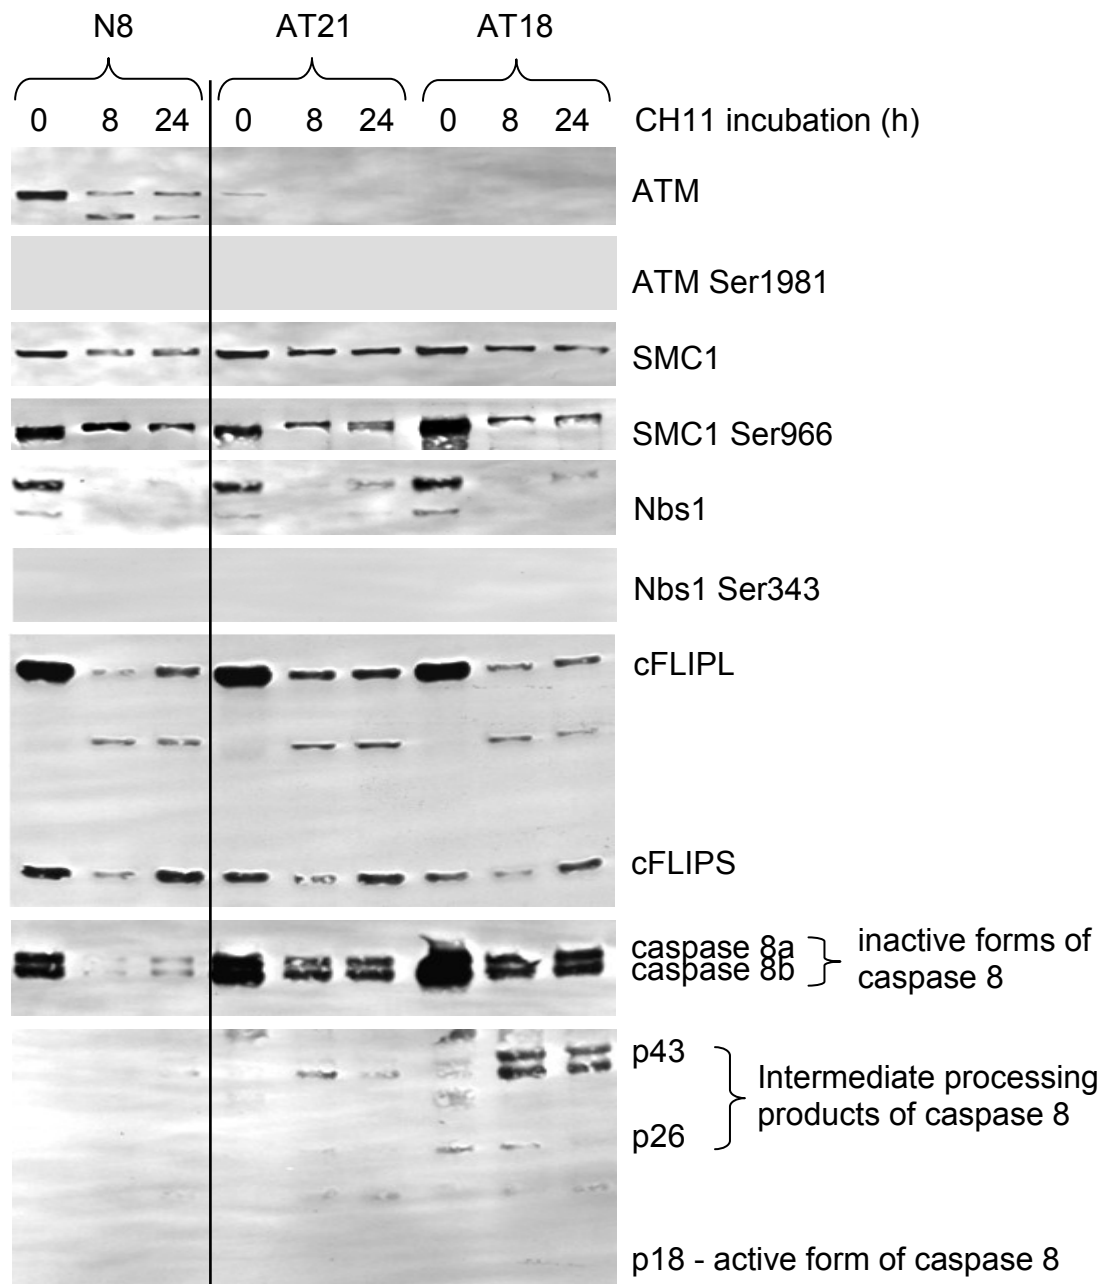 N8 AT21 AT18
0 8 24 0 8 24 0 8 24 CH11 incubation (h)
ATM
ATM Ser1981
SMC1
SMC1 Ser966
Nbs1
Nbs1 Ser343
cFLIPL
cFLIPS
caspase 8a
caspase 8b
inactive forms of
caspase 8
p43
Intermediate processing
products of caspase 8
p26
p18 - active form of caspase 8